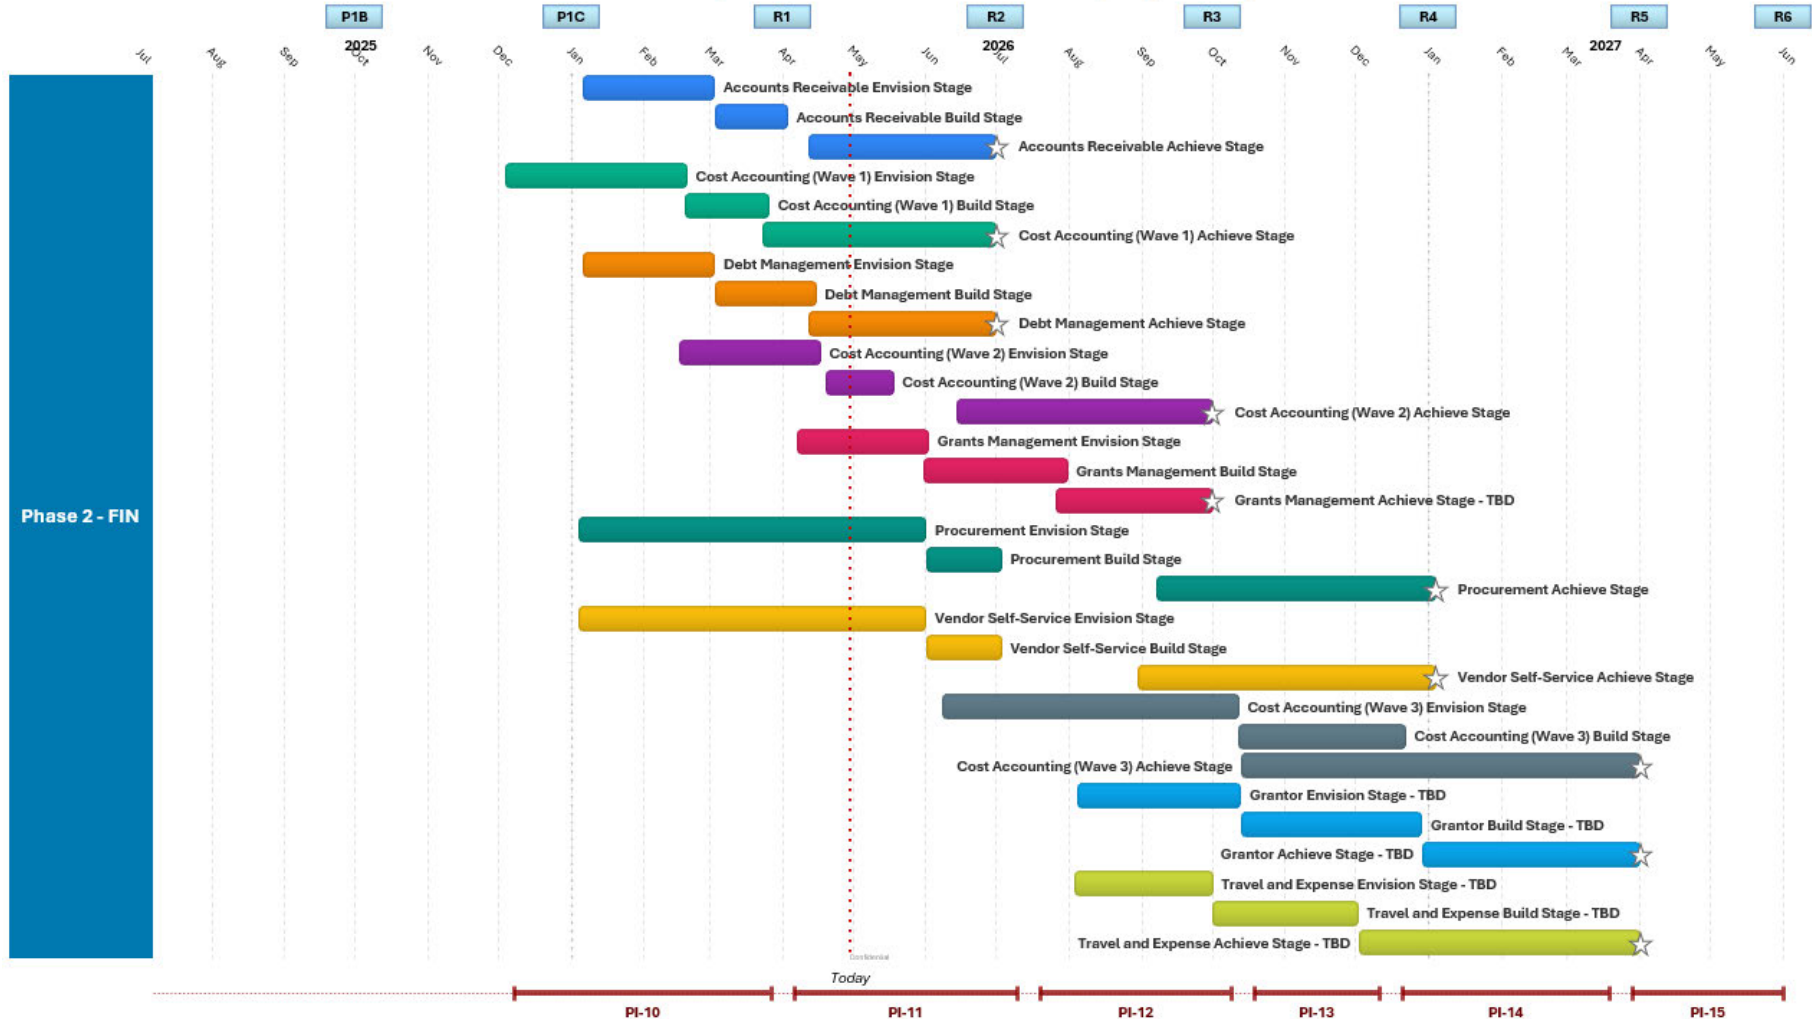 P1B P1C R1 R2 R3 R4 R5 R6
2025 2026 2027
Jul Aug Sep Oct Nov Dec Jan Feb Mar Apr May Jun Jul Aug Sep Oct Nov Dec Jan Feb Mar Apr May Jun
Phase 2 - FIN
Accounts Receivable Envision Stage
Accounts Receivable Build Stage
Accounts Receivable Achieve Stage
Cost Accounting (Wave 1) Envision Stage
Cost Accounting (Wave 1) Build Stage
Cost Accounting (Wave 1) Achieve Stage
Debt Management Envision Stage
Debt Management Build Stage
Debt Management Achieve Stage
Cost Accounting (Wave 2) Envision Stage
Cost Accounting (Wave 2) Build Stage
Cost Accounting (Wave 2) Achieve Stage
Grants Management Envision Stage
Grants Management Build Stage
Grants Management Achieve Stage - TBD
Procurement Envision Stage
Procurement Build Stage
Procurement Achieve Stage
Vendor Self-Service Envision Stage
Vendor Self-Service Build Stage
Vendor Self-Service Achieve Stage
Cost Accounting (Wave 3) Envision Stage
Cost Accounting (Wave 3) Build Stage
Cost Accounting (Wave 3) Achieve Stage
Grantor Envision Stage - TBD
Grantor Build Stage - TBD
Grantor Achieve Stage - TBD
Travel and Expense Envision Stage - TBD
Travel and Expense Build Stage - TBD
Travel and Expense Achieve Stage - TBD
Confidential
Today
PI-10 PI-11 PI-12 PI-13 PI-14 PI-15